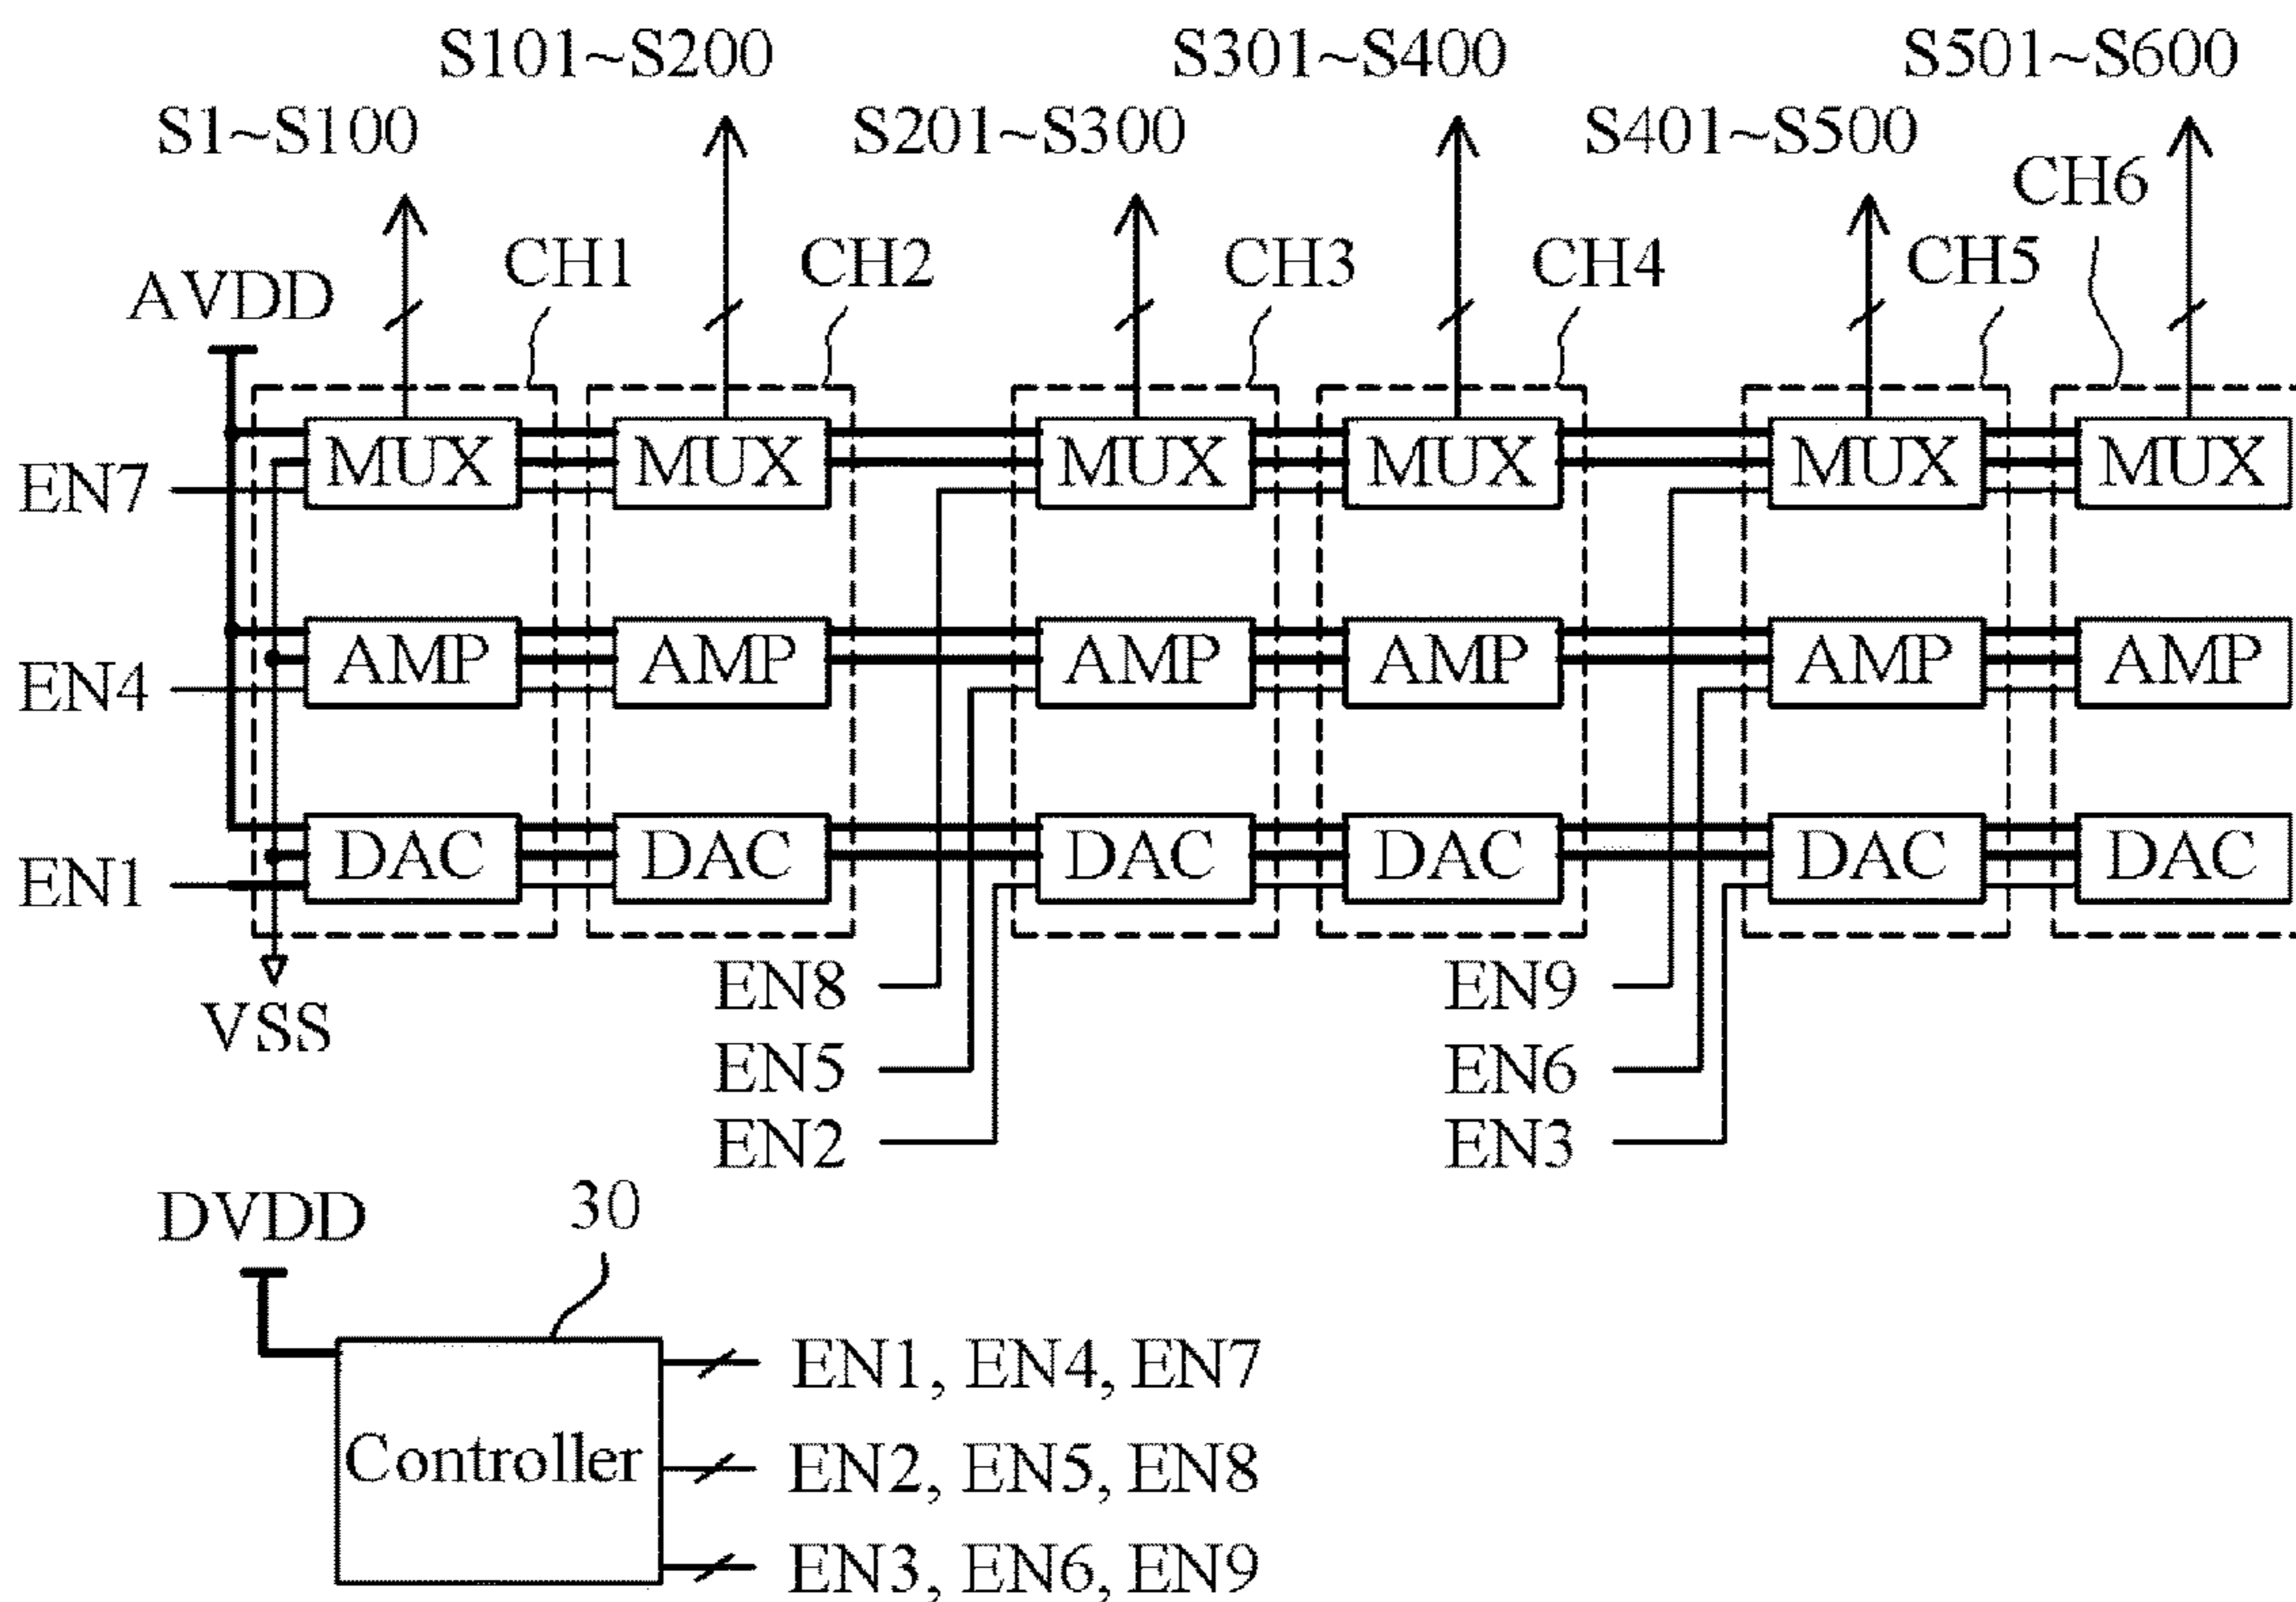 S101~S200 S301~S400 S501~S600
S1~S100 S201~S300 S401~S500
CH6
AVDD CH1 CH2 CH3 CH4 CH5
EN7 MUX MUX MUX MUX MUX MUX
EN4 AMP AMP AMP AMP AMP AMP
EN1 DAC DAC DAC DAC DAC DAC
VSS EN8 EN9
EN5 EN6
EN2 EN3
DVDD 30
Controller
EN1, EN4, EN7
EN2, EN5, EN8
EN3, EN6, EN9